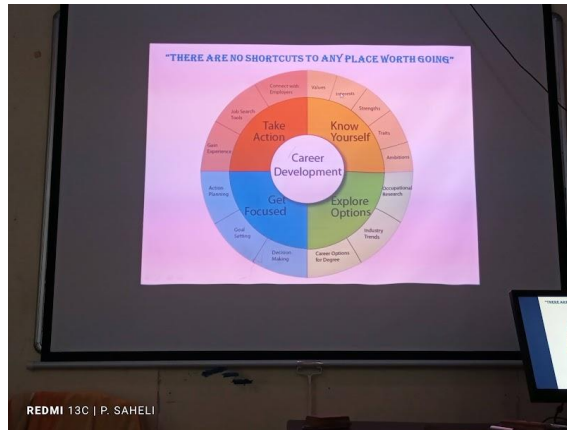 "THERE ARE NO SHORTCUTS TO ANY PLACE WORTH GOING"
Connect with
Employers
Values
Interests
Job Search
Tools
Strengths
Take
Action
Know
Yourself
Traits
Gain
Experience
Ambitions
Career
Development
Action
Planning
Get
Focused
Explore
Options
Occupational
Research
Goal
Setting
Industry
Trends
Decision
Making
Career Options
for Degree
REDMI 13C | P. SAHELI